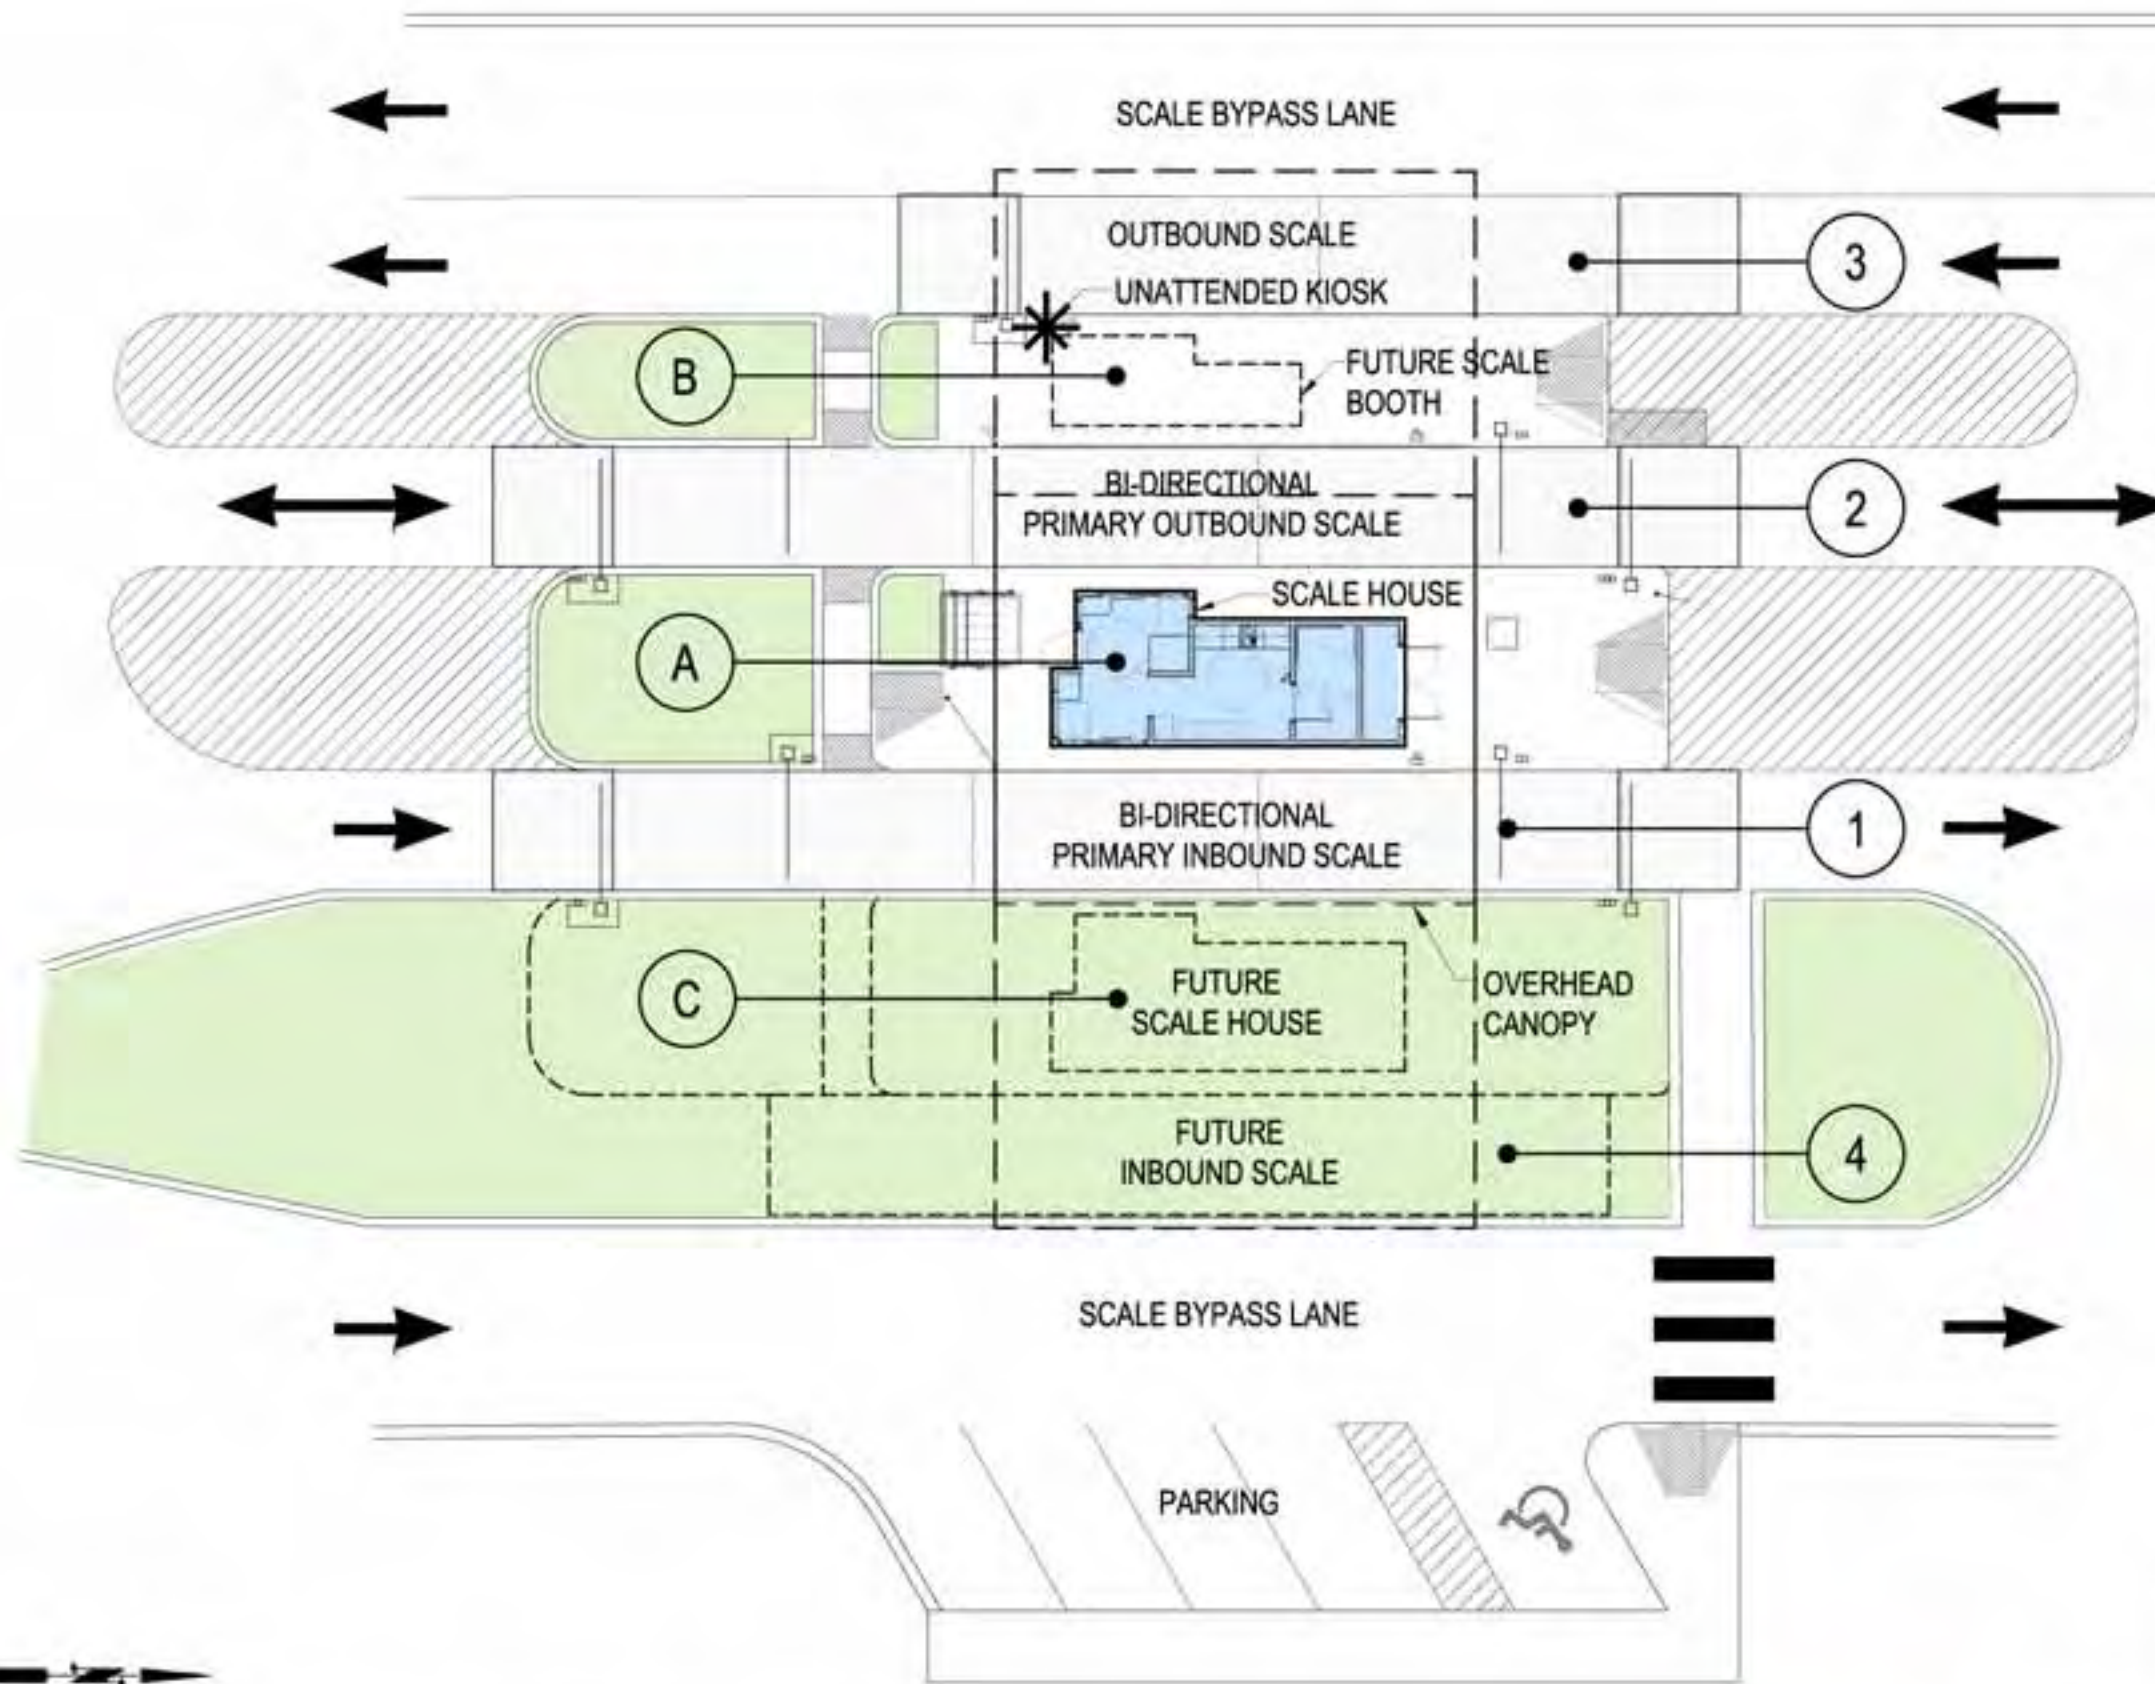 SCALE BYPASS LANE
OUTBOUND SCALE
3
UNATTENDED KIOSK
B
FUTURE SCALE
BOOTH
BI-DIRECTIONAL
PRIMARY OUTBOUND SCALE
2
SCALE HOUSE
A
BI-DIRECTIONAL
PRIMARY INBOUND SCALE
1
C
FUTURE
SCALE HOUSE
OVERHEAD
CANOPY
FUTURE
INBOUND SCALE
4
SCALE BYPASS LANE
PARKING